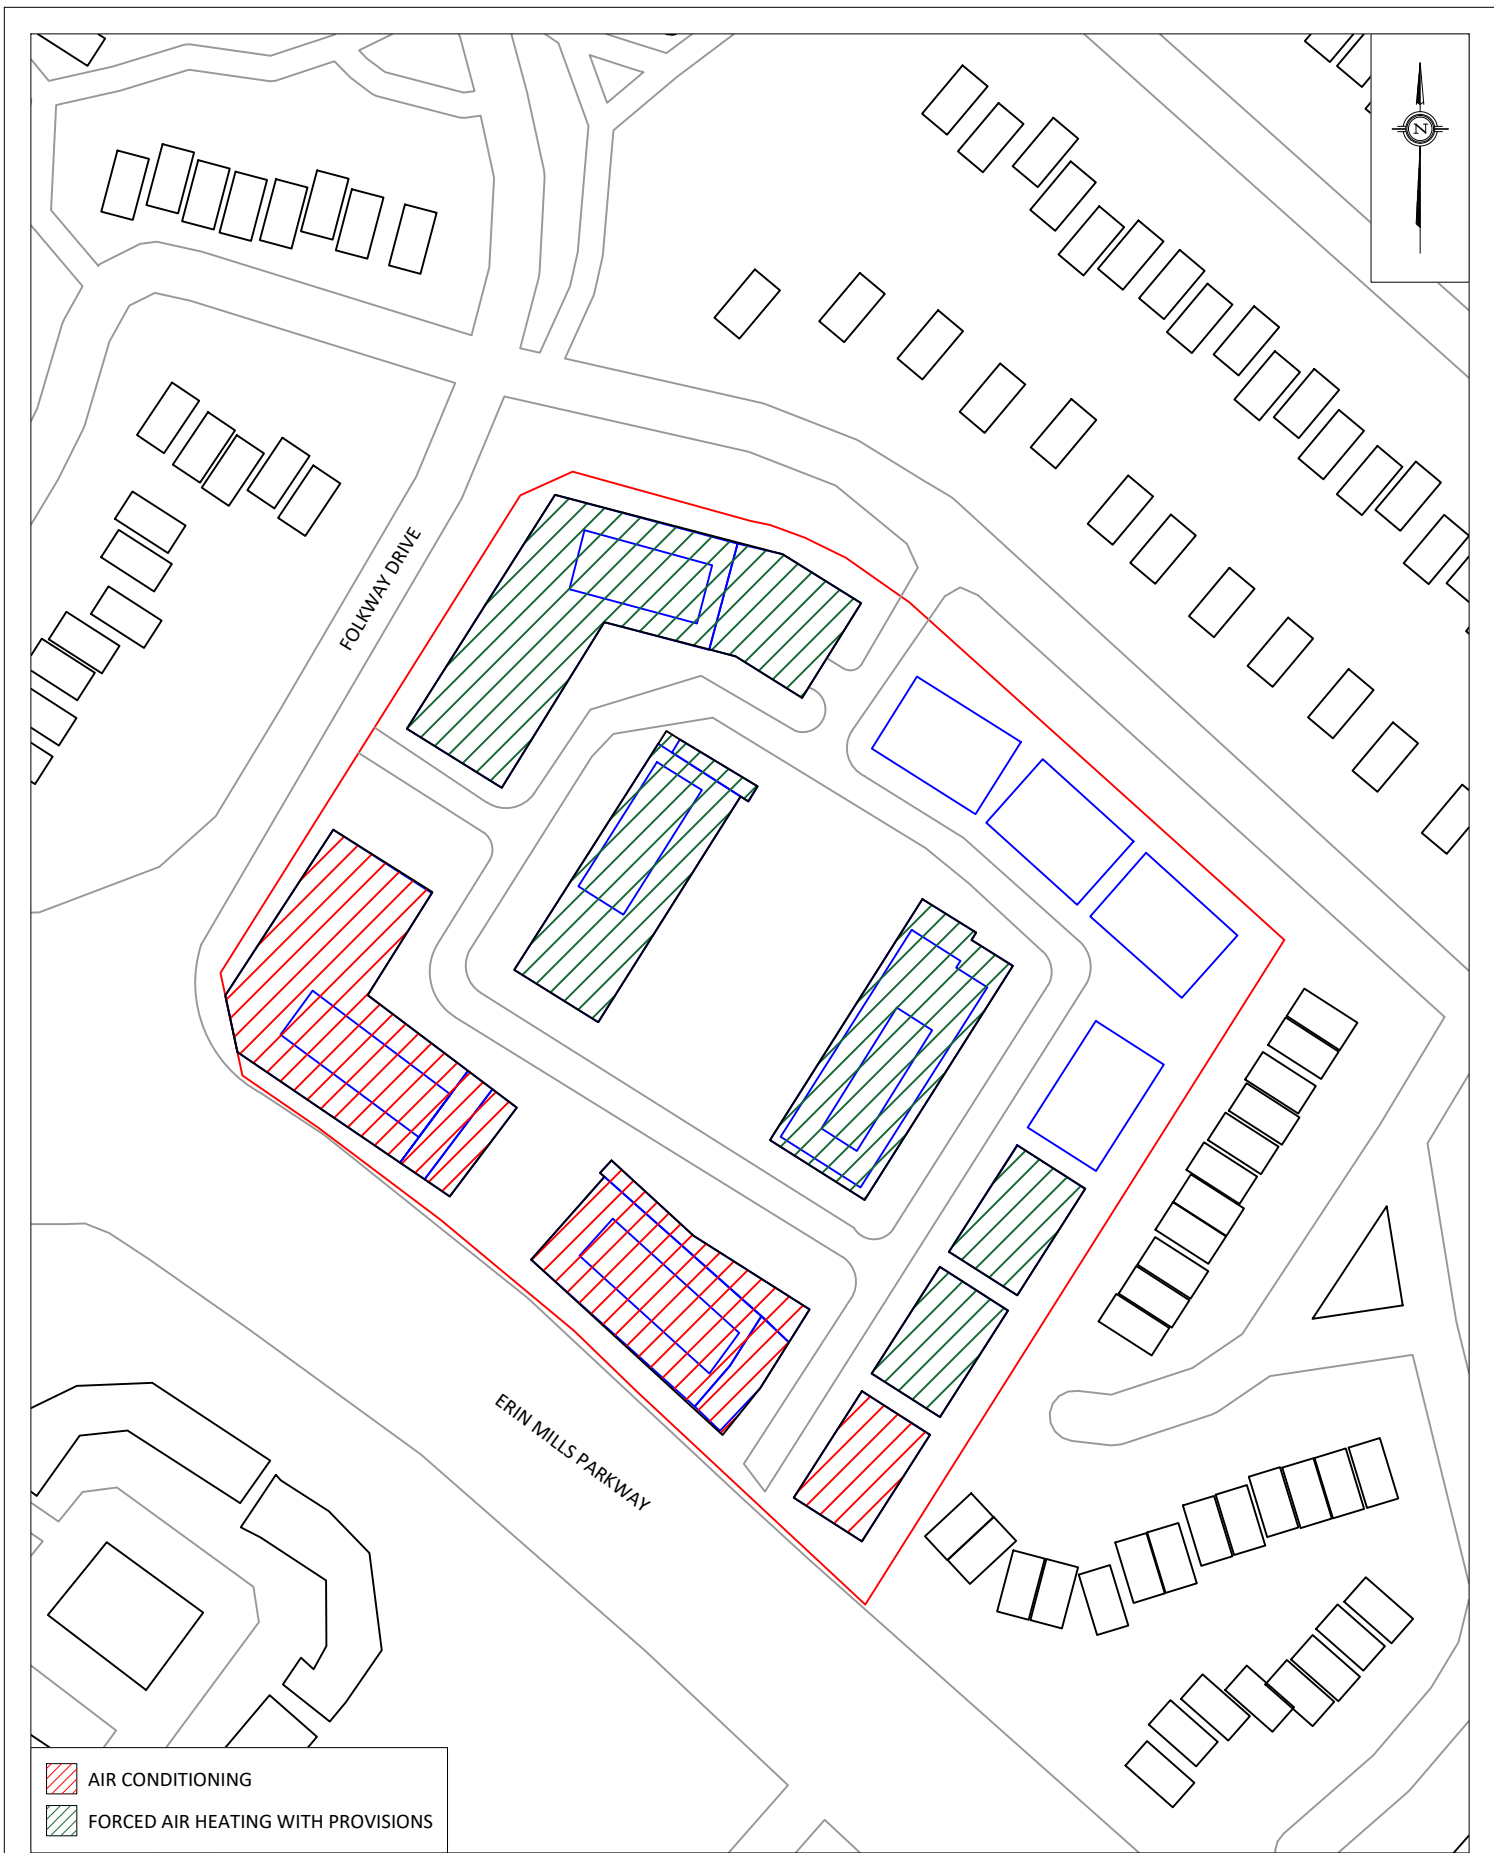 N
FOLKWAY DRIVE
ERIN MILLS PARKWAY
AIR CONDITIONING
FORCED AIR HEATING WITH PROVISIONS